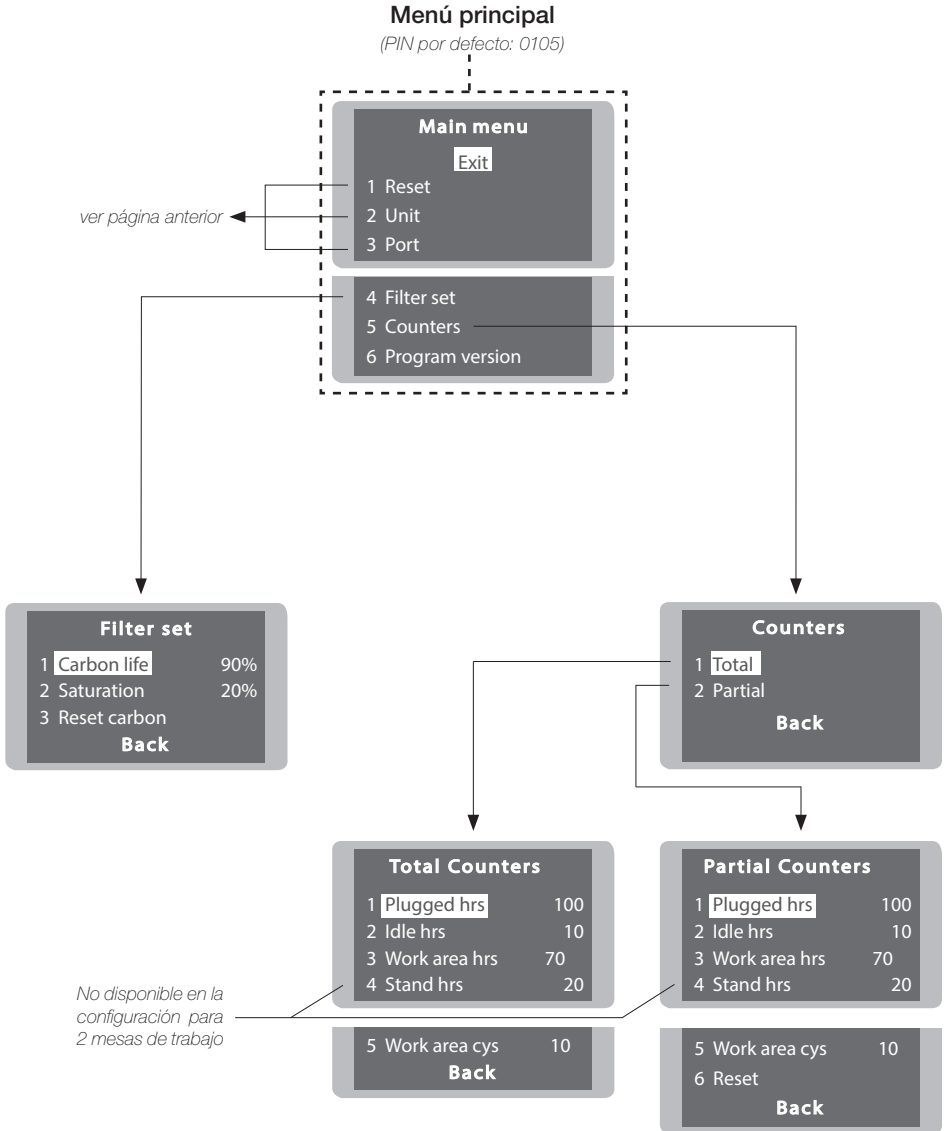 Menú principal
(PIN por defecto: 0105)
Main menu
Exit
1 Reset
2 Unit
3 Port
ver página anterior
4 Filter set
5 Counters
6 Program version
Filter set
1 Carbon life 90%
2 Saturation 20%
3 Reset carbon
Back
Counters
1 Total
2 Partial
Back
Total Counters
1 Plugged hrs 100
2 Idle hrs 10
3 Work area hrs 70
4 Stand hrs 20
5 Work area cys 10
Back
Partial Counters
1 Plugged hrs 100
2 Idle hrs 10
3 Work area hrs 70
4 Stand hrs 20
5 Work area cys 10
6 Reset
Back
No disponible en la
configuración para
2 mesas de trabajo